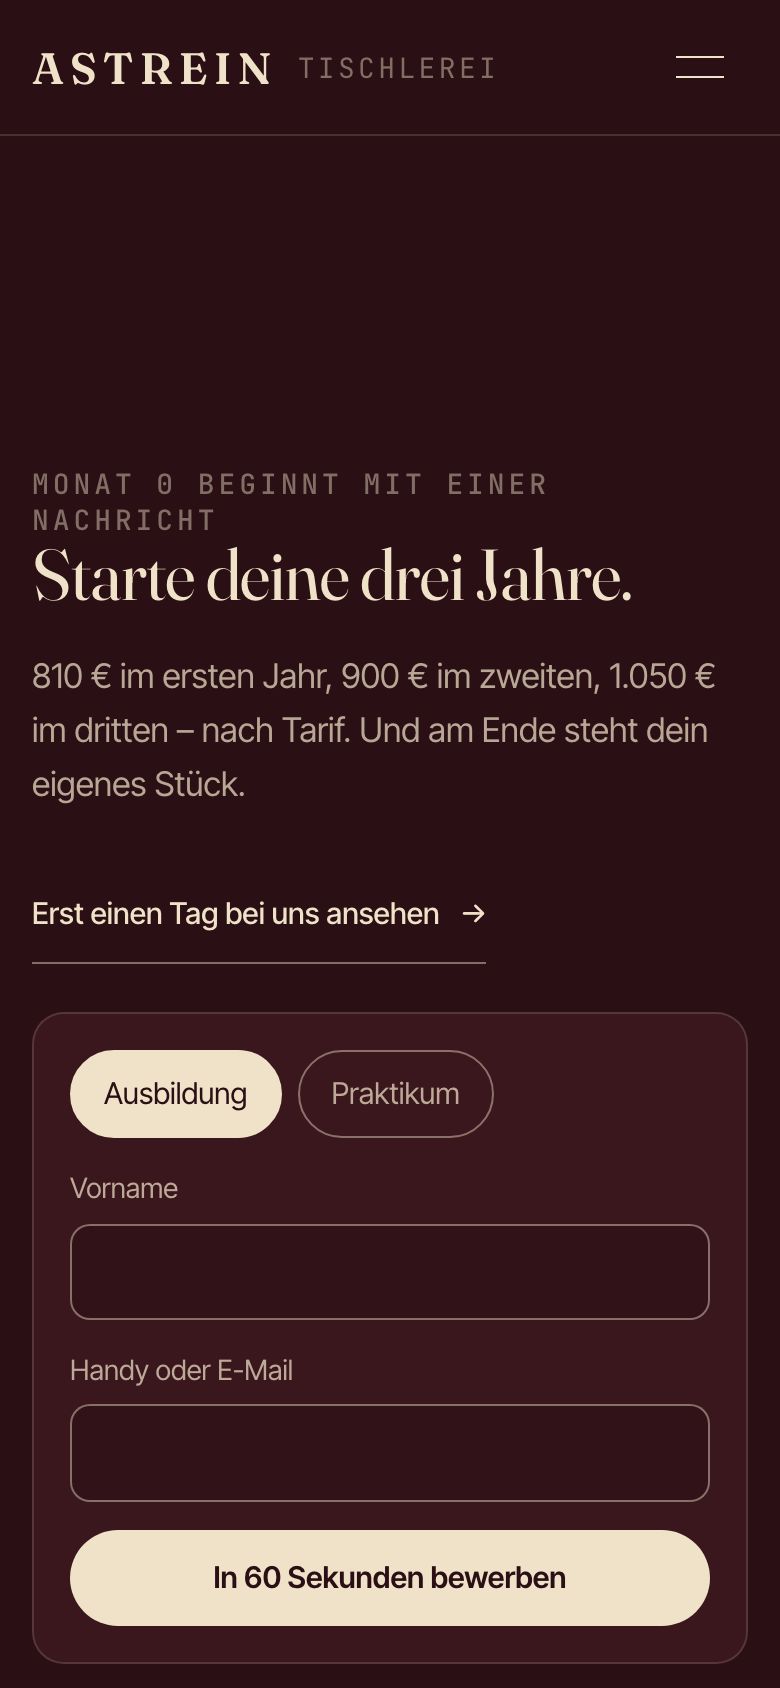 ASTREIN TISCHLEREI
MONAT 0 BEGINNT MIT EINER
NACHRICHT
Starte deine drei Jahre.
810 € im ersten Jahr, 900 € im zweiten, 1.050 €
im dritten – nach Tarif. Und am Ende steht dein
eigenes Stück.
Erst einen Tag bei uns ansehen →
Ausbildung Praktikum
Vorname
Handy oder E-Mail
In 60 Sekunden bewerben